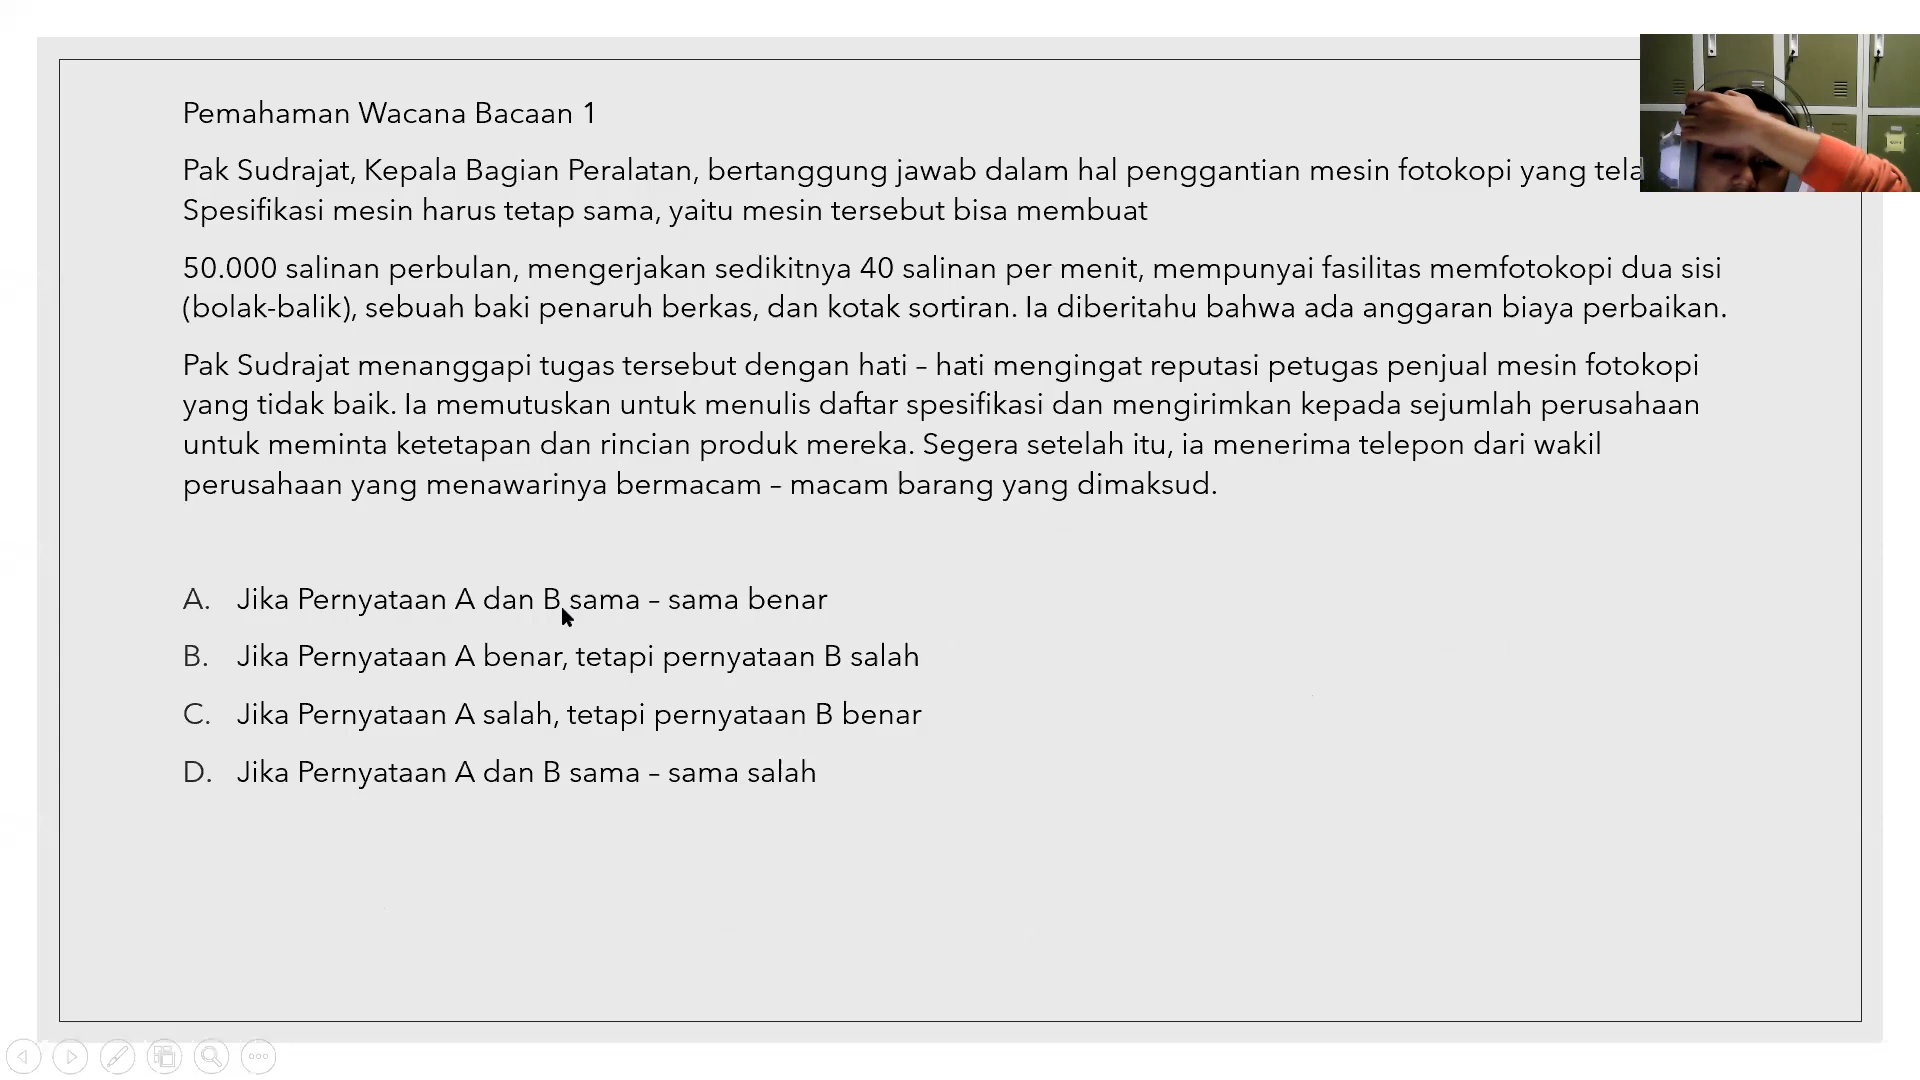 Pemahaman Wacana Bacaan 1
Pak Sudrajat, Kepala Bagian Peralatan, bertanggung jawab dalam hal penggantian mesin fotokopi yang
Spesifikasi mesin harus tetap sama, yaitu mesin tersebut bisa membuat
50.000 salinan perbulan, mengerjakan sedikitnya 40 salinan per menit, mempunyai fasilitas memfotokopi dua sisi
(bolak-balik), sebuah baki penaruh berkas, dan kotak sortiran. Ia diberitahu bahwa ada anggaran biaya perbaikan.
Pak Sudrajat menanggapi tugas tersebut dengan hati – hati mengingat reputasi petugas penjual mesin fotokopi
yang tidak baik. Ia memutuskan untuk menulis daftar spesifikasi dan mengirimkan kepada sejumlah perusahaan
untuk meminta ketetapan dan rincian produk mereka. Segera setelah itu, ia menerima telepon dari wakil
perusahaan yang menawarinya bermacam – macam barang yang dimaksud.
A. Jika Pernyataan A dan B sama – sama benar
B. Jika Pernyataan A benar, tetapi pernyataan B salah
C. Jika Pernyataan A salah, tetapi pernyataan B benar
D. Jika Pernyataan A dan B sama – sama salah